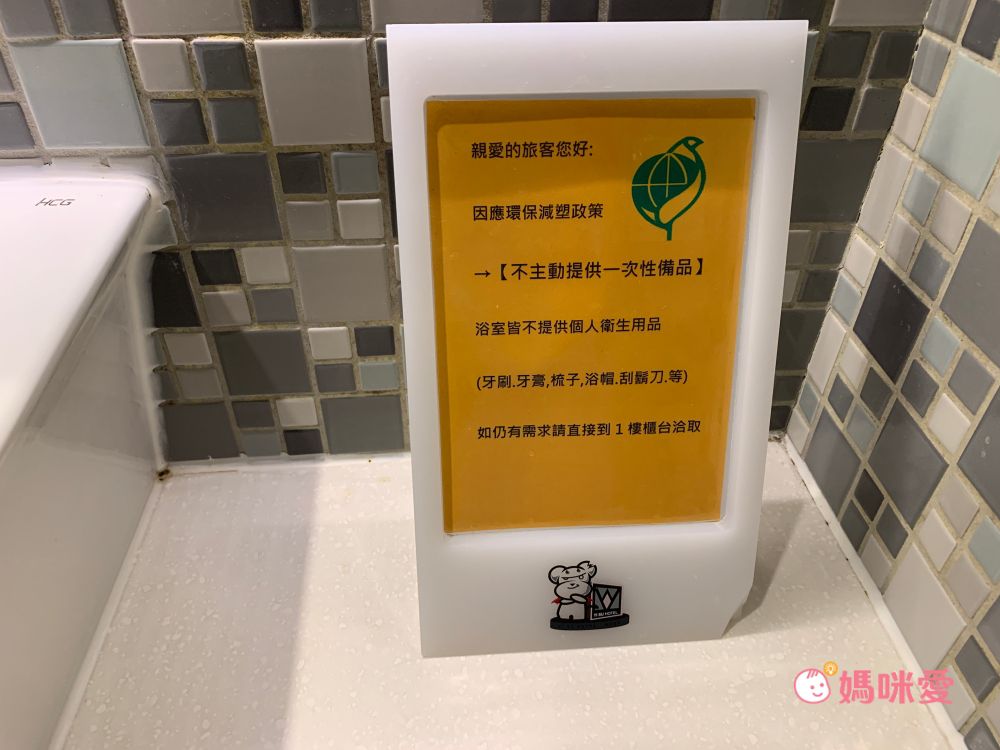 HCG
親愛的旅客您好:
因應環保減塑政策
→【不主動提供一次性備品】
浴室皆不提供個人衛生用品
(牙刷.牙膏,梳子,浴帽.刮鬍刀.等)
如仍有需求請直接到 1 樓櫃台洽取
媽咪愛